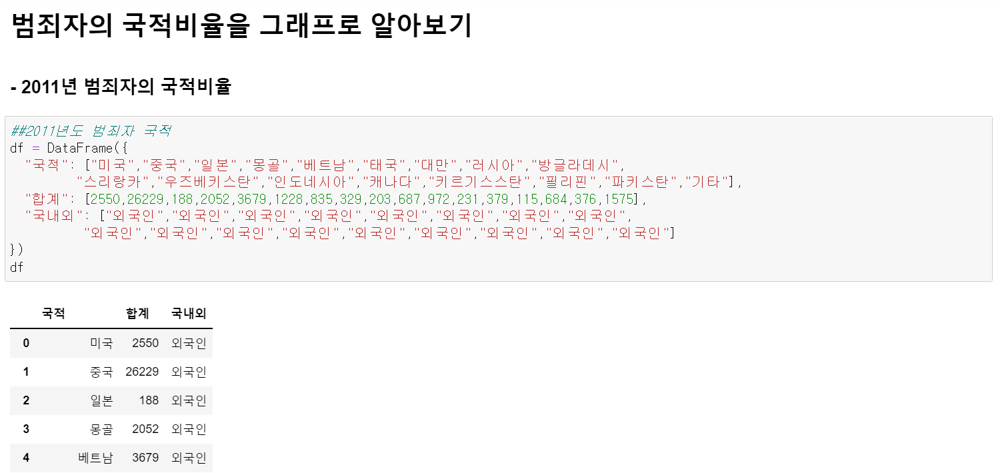 범죄자의 국적비율을 그래프로 알아보기
- 2011년 범죄자의 국적비율
##2011년도 범죄자 국적
df = DataFrame({
"국적": ["미국","중국","일본","몽골","베트남","태국","대만","러시아","방글라데시",
"스리랑카","우즈베키스탄","인도네시아","캐나다","키르기스스탄","필리핀","파키스탄","기타"],
"합계": [2550,26229,188,2052,3679,1228,835,329,203,687,972,231,379,115,684,376,1575],
"국내외": ["외국인","외국인","외국인","외국인","외국인","외국인","외국인","외국인",
"외국인","외국인","외국인","외국인","외국인","외국인","외국인","외국인","외국인"]
})
df
국적 합계 국내외
0 미국 2550 외국인
1 중국 26229 외국인
2 일본 188 외국인
3 몽골 2052 외국인
4 베트남 3679 외국인